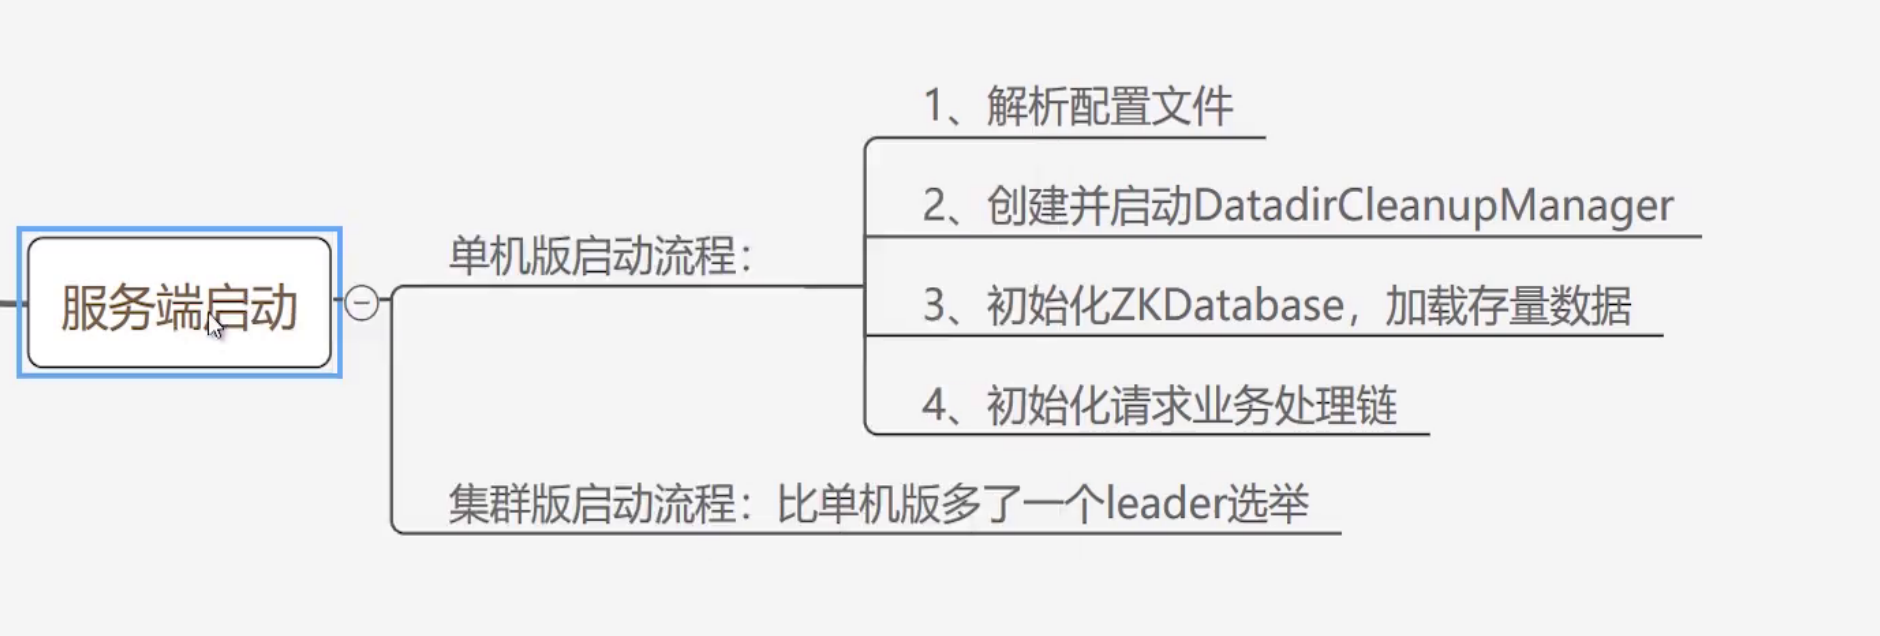 服务端启动
单机版启动流程：
1、解析配置文件
2、创建并启动DatadirCleanupManager
3、初始化ZKDatabase，加载存量数据
4、初始化请求业务处理链
集群版启动流程：比单机版多了一个leader选举